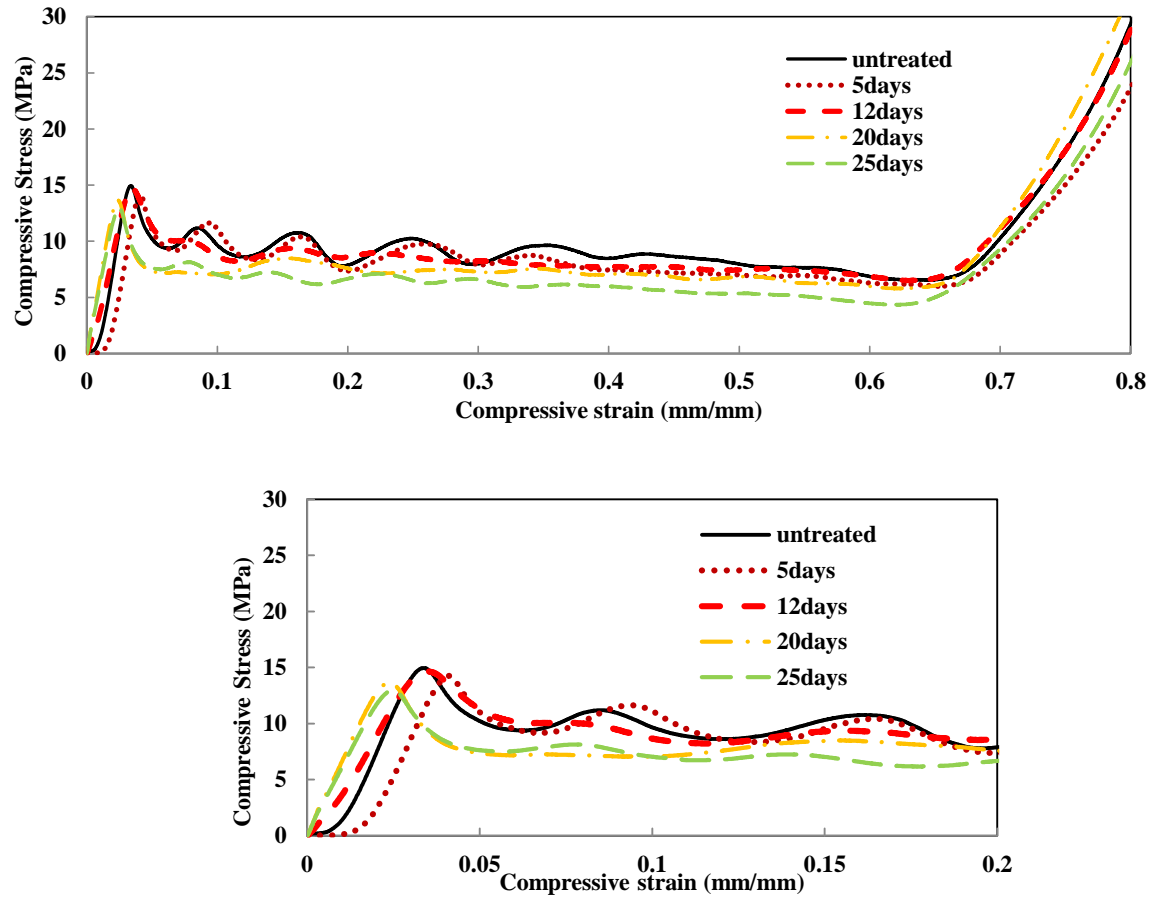 30
25
20
15
10
5
0
Compressive Stress (MPa)
untreated
5days
12days
20days
25days
0 0.1 0.2 0.3 0.4 0.5 0.6 0.7 0.8
Compressive strain (mm/mm)
30
25
20
15
10
5
0
Compressive Stress (MPa)
untreated
5days
12days
20days
25days
0 0.05 0.1 0.15 0.2
Compressive strain (mm/mm)